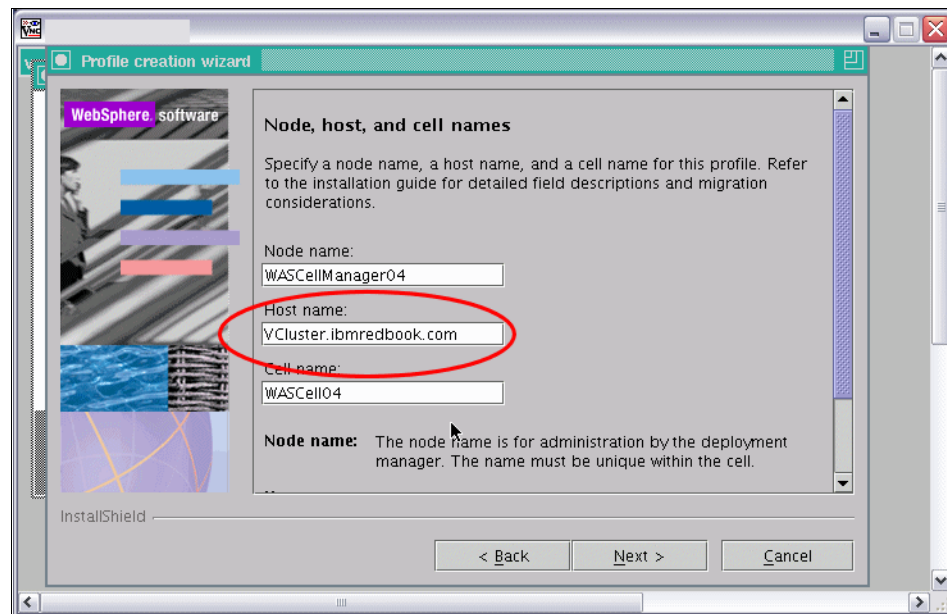 VNC
Profile creation wizard
WebSphere. software
Node, host, and cell names
Specify a node name, a host name, and a cell name for this profile. Refer
to the installation guide for detailed field descriptions and migration
considerations.
Node name:
WASCellManager04
Host name:
VCluster.ibmredbook.com
Cell name:
WASCell04
Node name: The node name is for administration by the deployment
manager. The name must be unique within the cell.
InstallShield
< Back
Next >
Cancel